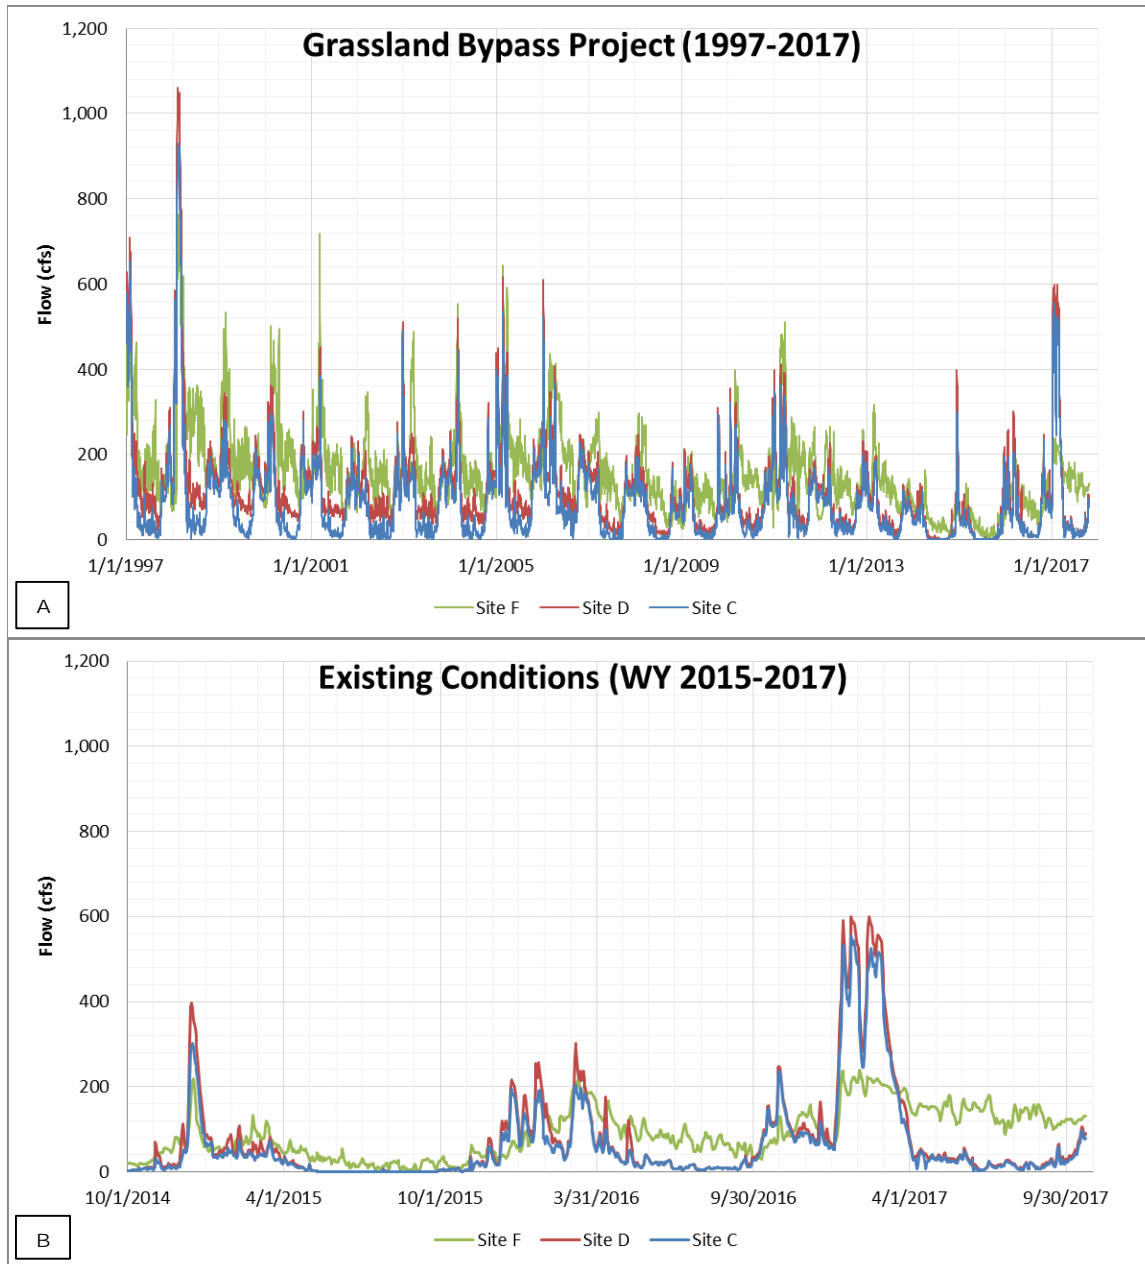 Grassland Bypass Project (1997-2017)
1,200
1,000
800
600
400
200
0
Flow (cfs)
1/1/1997 1/1/2001 1/1/2005 1/1/2009 1/1/2013 1/1/2017
Site F Site D Site C
A
Existing Conditions (WY 2015-2017)
1,200
1,000
800
600
400
200
0
Flow (cfs)
10/1/2014 4/1/2015 10/1/2015 3/31/2016 9/30/2016 4/1/2017 9/30/2017
Site F Site D Site C
B